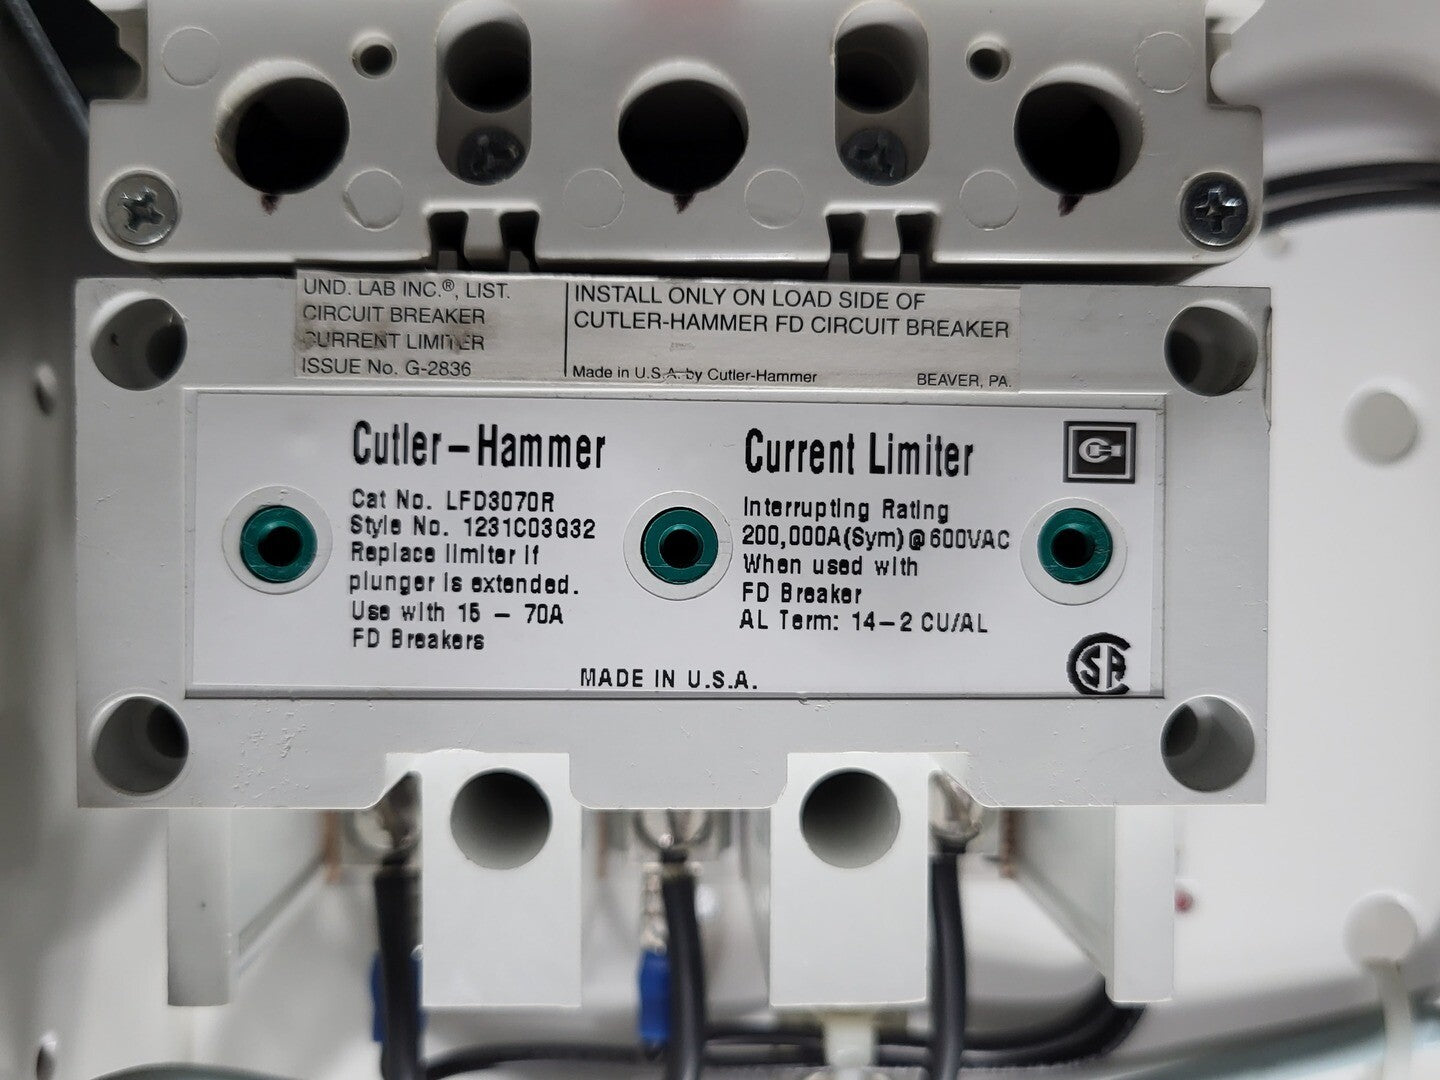 UND. LAB INC.®, LIST.
CIRCUIT BREAKER
CURRENT LIMITER
ISSUE No. G-2836
INSTALL ONLY ON LOAD SIDE OF
CUTLER-HAMMER FD CIRCUIT BREAKER
Made in U.S.A. by Cutler-Hammer
BEAVER, PA.
Cutler-Hammer
Cat No. LFD3070R
Style No. 1231C03G32
Replace limiter if
plunger is extended.
Use with 15 - 70A
FD Breakers
Current Limiter
Interrupting Rating
200,000A(Sym)@600VAC
When used with
FD Breaker
AL Term: 14-2 CU/AL
MADE IN U.S.A.
CH
SA